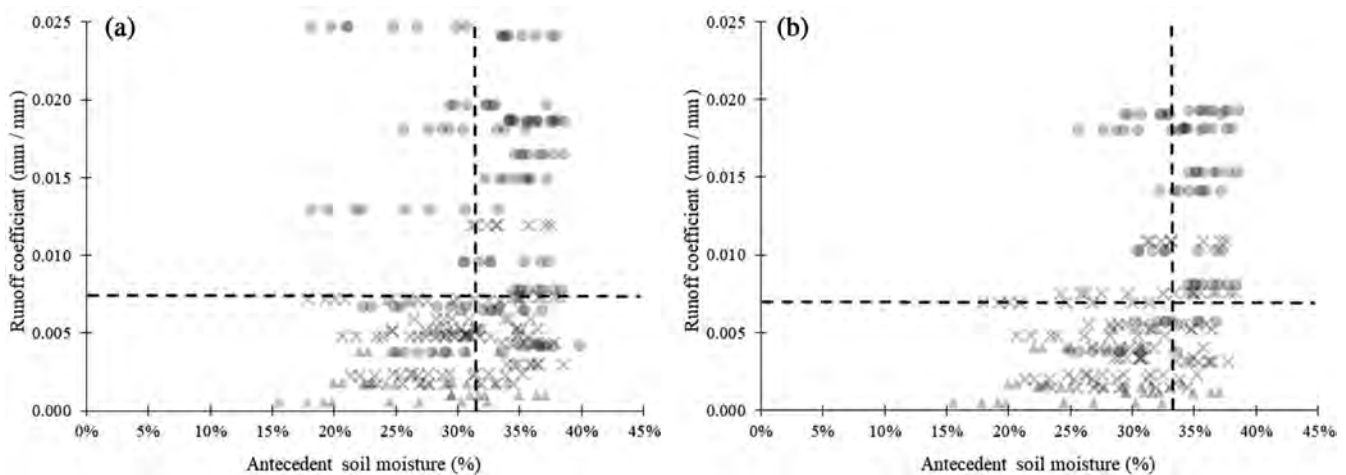 (a)
Runoff coefficient (mm / mm)
0.025
0.020
0.015
0.010
0.005
0.000
0% 5% 10% 15% 20% 25% 30% 35% 40% 45%
Antecedent soil moisture (%)
(b)
Runoff coefficient (mm / mm)
0.025
0.020
0.015
0.010
0.005
0.000
0% 5% 10% 15% 20% 25% 30% 35% 40% 45%
Antecedent soil moisture (%)